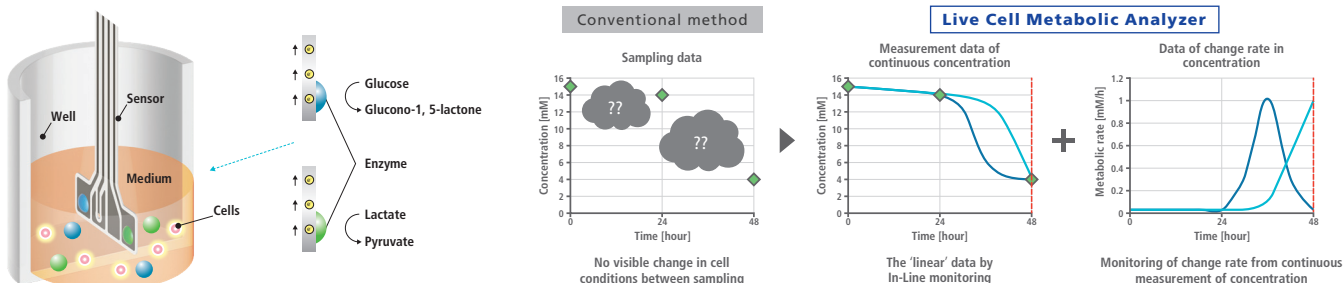 Well
Sensor
Medium
Cells
e
e
e
Glucose
Glucono-1, 5-lactone
Enzyme
e
e
e
Lactate
Pyruvate
Conventional method
Sampling data
Concentration [mM]
16
14
12
10
8
6
4
2
0
??
??
0
24
48
Time [hour]
No visible change in cell
conditions between sampling
Live Cell Metabolic Analyzer
Measurement data of
continuous concentration
Concentration [mM]
16
14
12
10
8
6
4
2
0
0
24
48
Time [hour]
The ‘linear’ data by
In-Line monitoring
+
Data of change rate in
concentration
Metabolic rate [mM/h]
1.2
1
0.8
0.6
0.4
0.2
0
0
24
48
Time [hour]
Monitoring of change rate from continuous
measurement of concentration